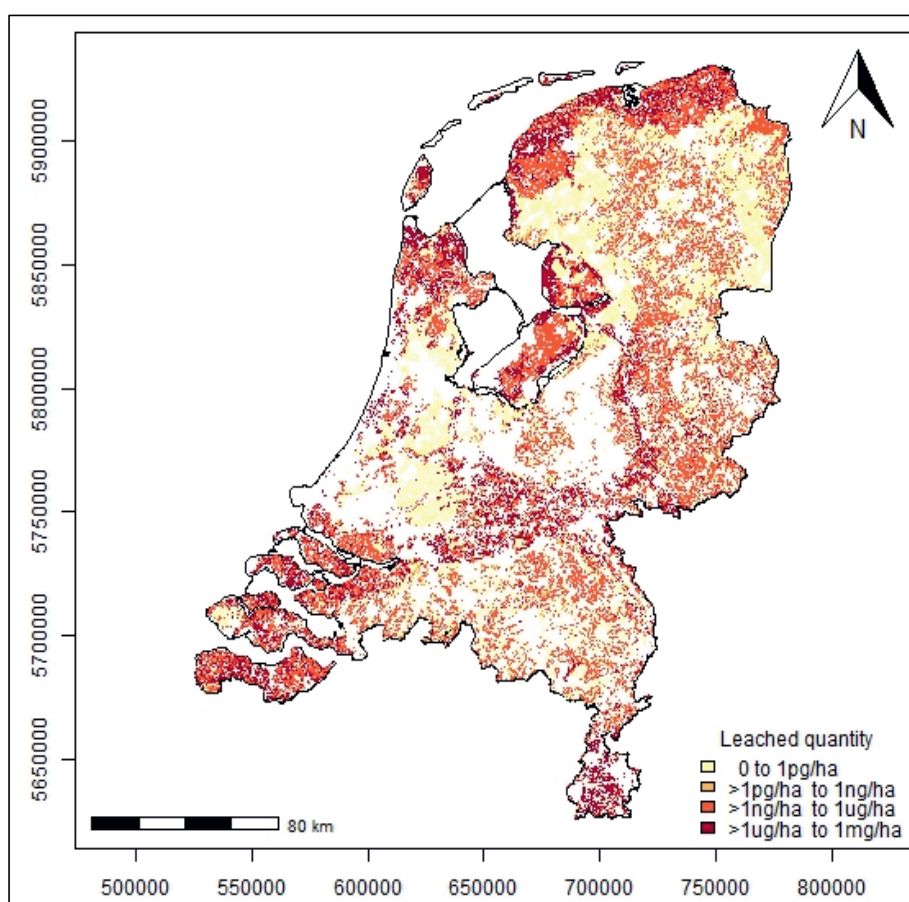 N
5900000
5850000
5800000
5750000
5700000
5650000
Leached quantity
0 to 1pg/ha
>1pg/ha to 1ng/ha
>1ng/ha to 1ug/ha
>1ug/ha to 1mg/ha
80 km
500000 550000 600000 650000 700000 750000 800000